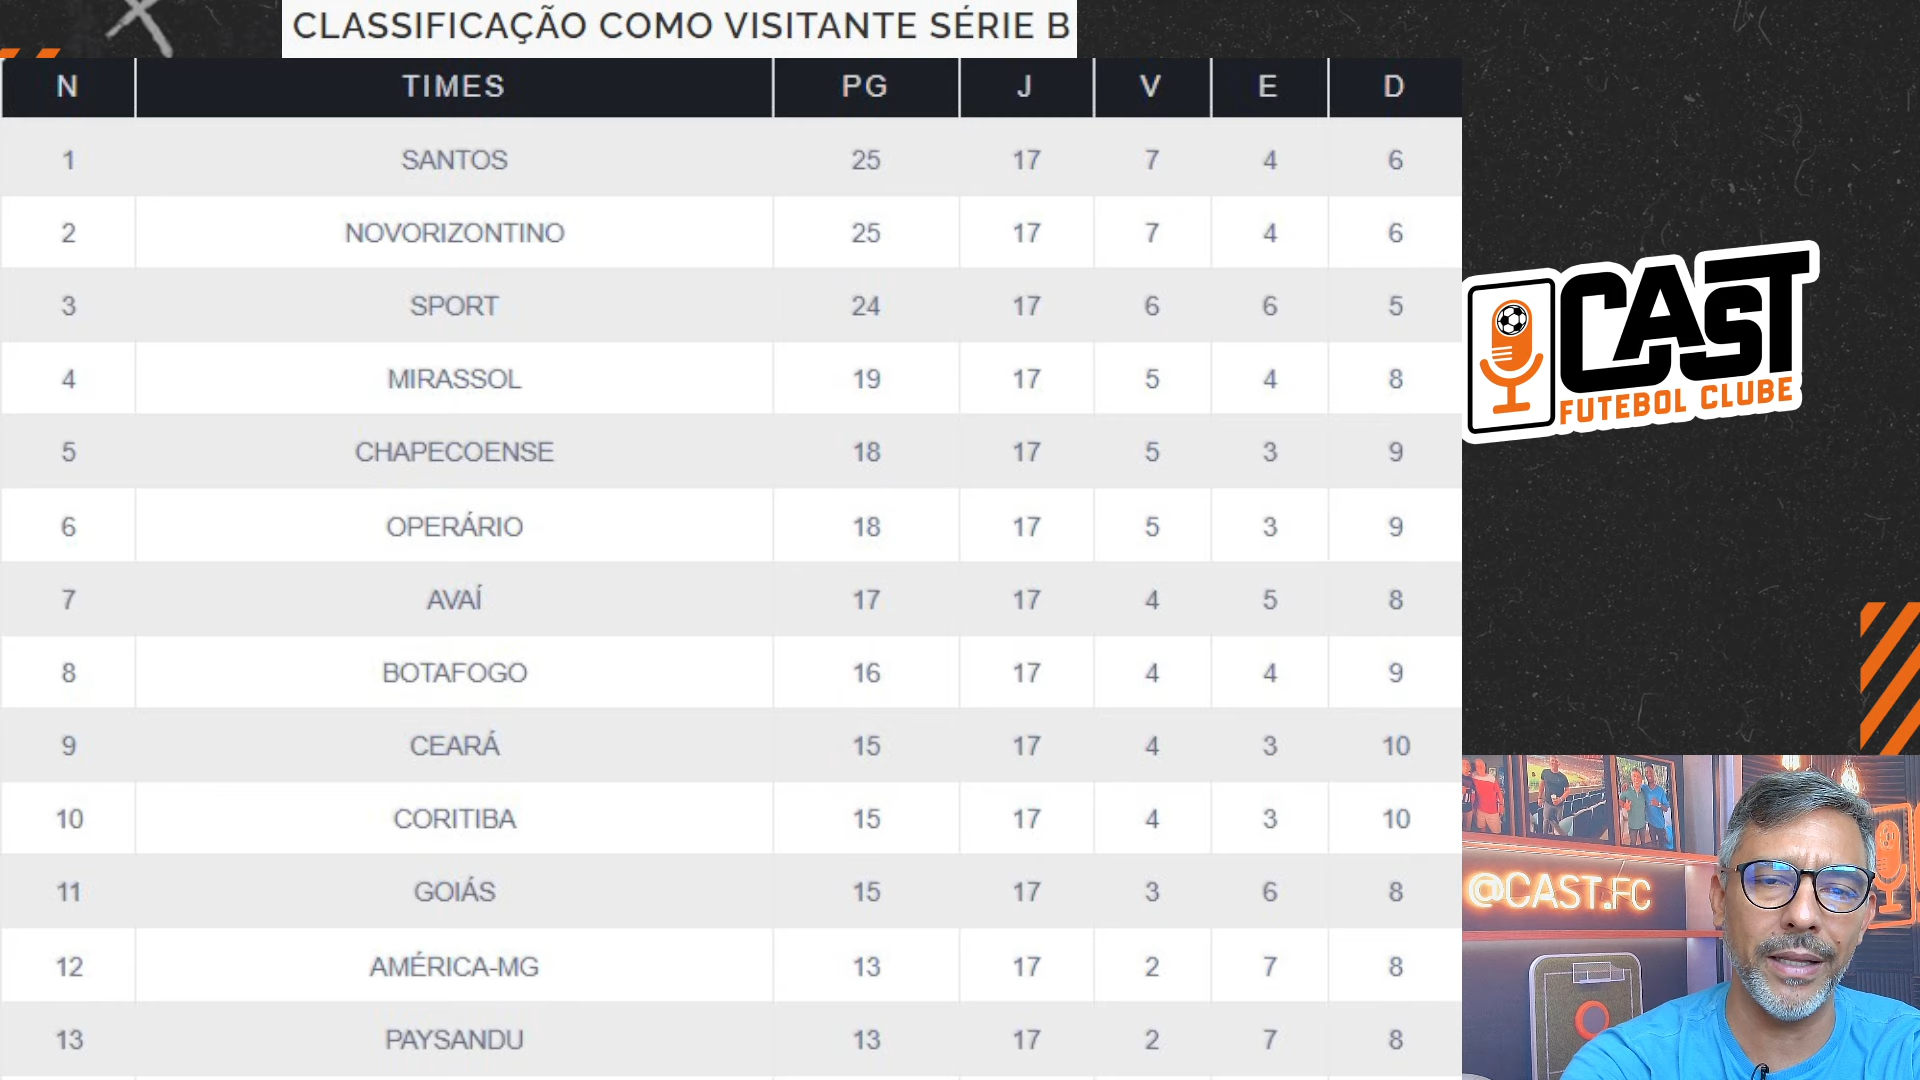 CLASSIFICAÇÃO COMO VISITANTE SÉRIE B
N TIMES PG J V E D
1 SANTOS 25 17 7 4 6
2 NOVORIZONTINO 25 17 7 4 6
3 SPORT 24 17 6 6 5
4 MIRASSOL 19 17 5 4 8
5 CHAPECOENSE 18 17 5 3 9
6 OPERÁRIO 18 17 5 3 9
7 AVAÍ 17 17 4 5 8
8 BOTAFOGO 16 17 4 4 9
9 CEARÁ 15 17 4 3 10
10 CORITIBA 15 17 4 3 10
11 GOIÁS 15 17 3 6 8
12 AMÉRICA-MG 13 17 2 7 8
13 PAYSANDU 13 17 2 7 8
CAST
FUTEBOL CLUBE
@CAST.FC